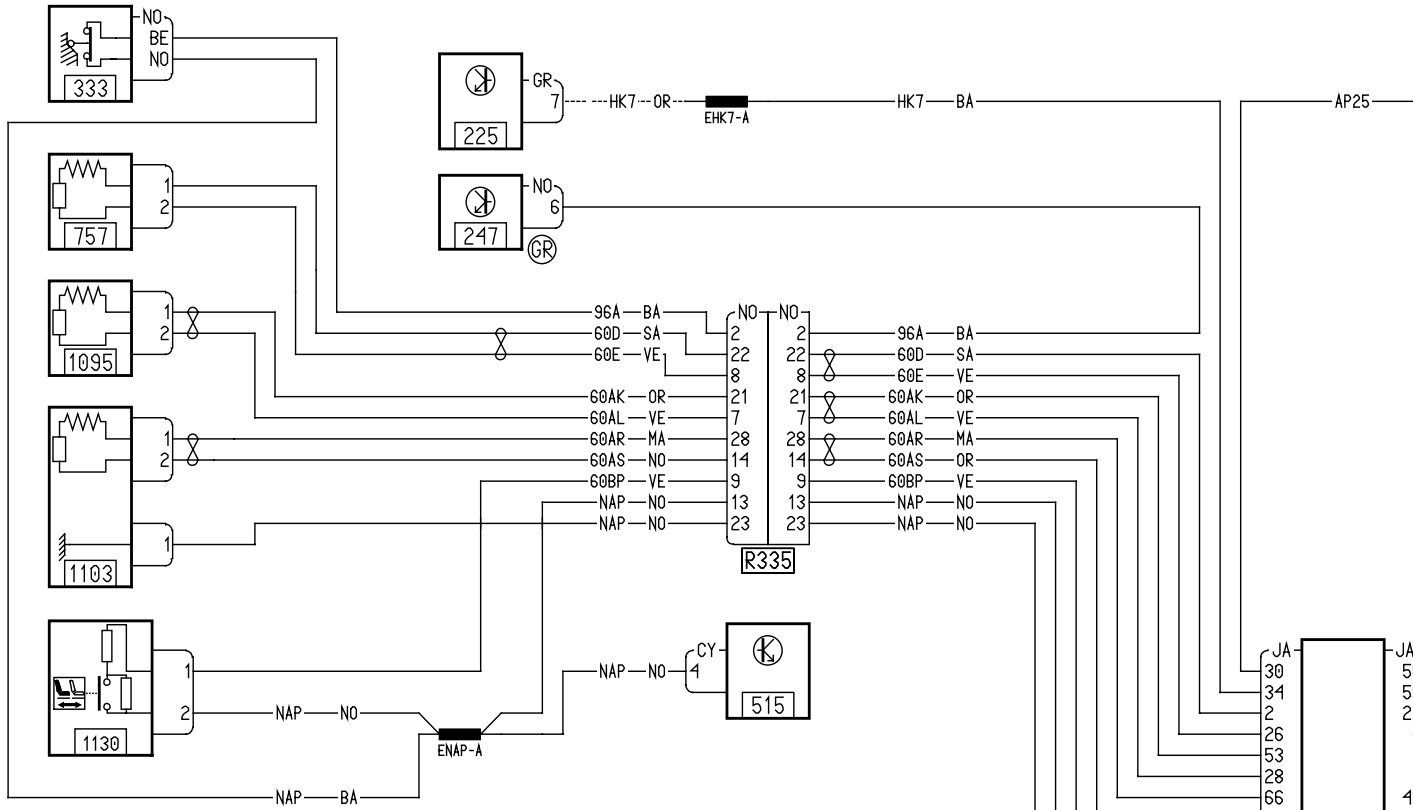 NO
BE
NO
333
GR
7 HK7 OR
EHK7-A
HK7 BA
AP25
225
1
2
757
NO
6
247
GR
1
2
1095
96A BA
60D SA
60E VE
60AK OR
60AL VE
60AR MA
60AS NO
60BP VE
NAP NO
NAP NO
NO NO
2 2
22 22
8 8
21 21
7 7
28 28
14 14
9 9
13 13
23 23
R335
96A BA
60D SA
60E VE
60AK OR
60AL VE
60AR MA
60AS OR
60BP VE
NAP NO
NAP NO
1
2
1
1103
1
2
1130
NAP NO
ENAP-A
NAP BA
NAP NO
CY
4
515
JA
30
34
2
26
53
28
66
JA
5
5
2
4